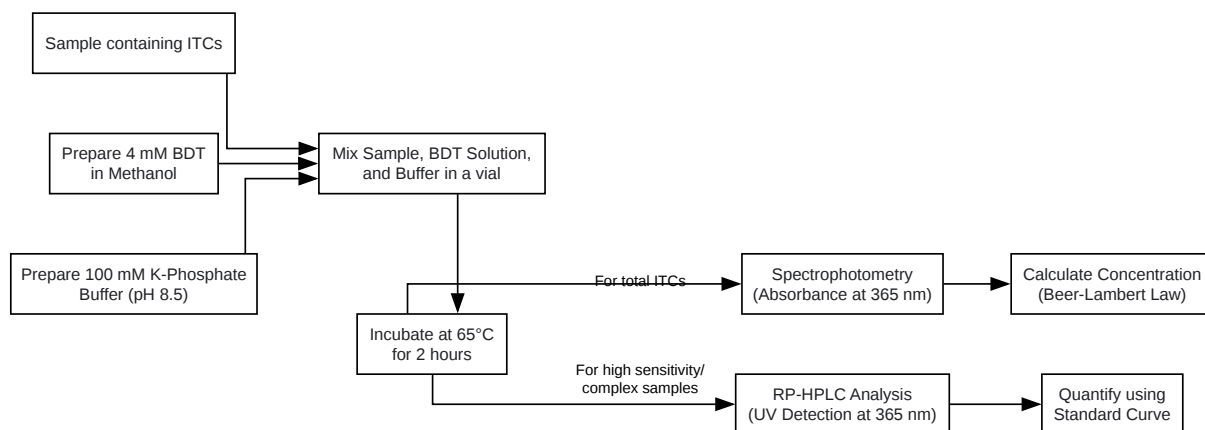 Sample containing ITCs
Prepare 4 mM BDT
in Methanol
Mix Sample, BDT Solution,
and Buffer in a vial
Prepare 100 mM K-Phosphate
Buffer (pH 8.5)
For total ITCs
Spectrophotometry
(Absorbance at 365 nm)
Calculate Concentration
(Beer-Lambert Law)
Incubate at 65°C
for 2 hours
For high sensitivity/
complex samples
RP-HPLC Analysis
(UV Detection at 365 nm)
Quantify using
Standard Curve